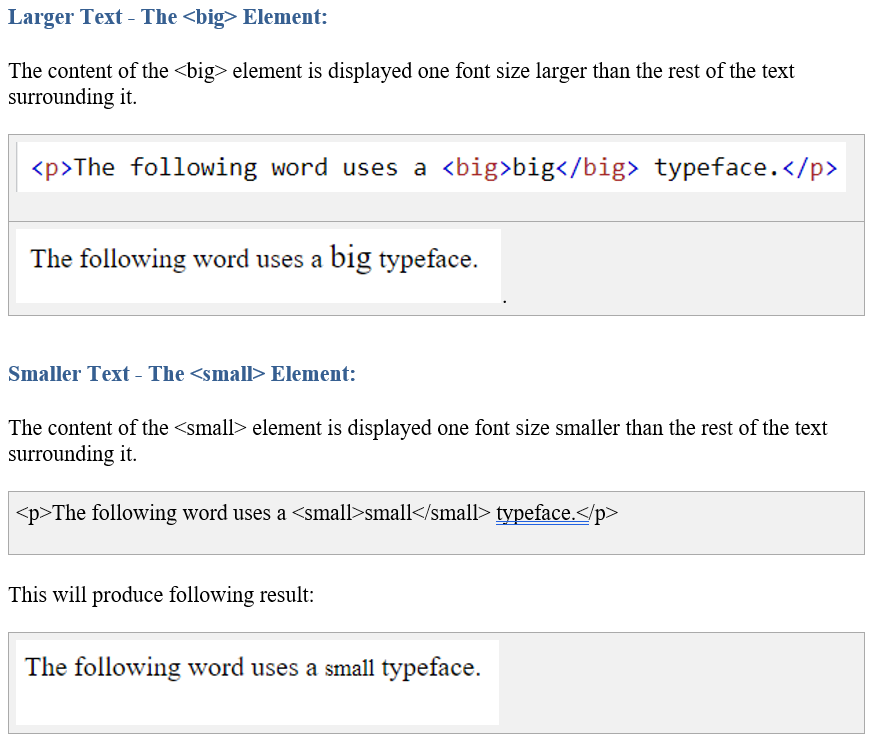 Larger Text - The <big> Element:
The content of the <big> element is displayed one font size larger than the rest of the text
surrounding it.
<p>The following word uses a <big>big</big> typeface.</p>
The following word uses a big typeface.
.
Smaller Text - The <small> Element:
The content of the <small> element is displayed one font size smaller than the rest of the text
surrounding it.
<p>The following word uses a <small>small</small> typeface.</p>
This will produce following result:
The following word uses a small typeface.